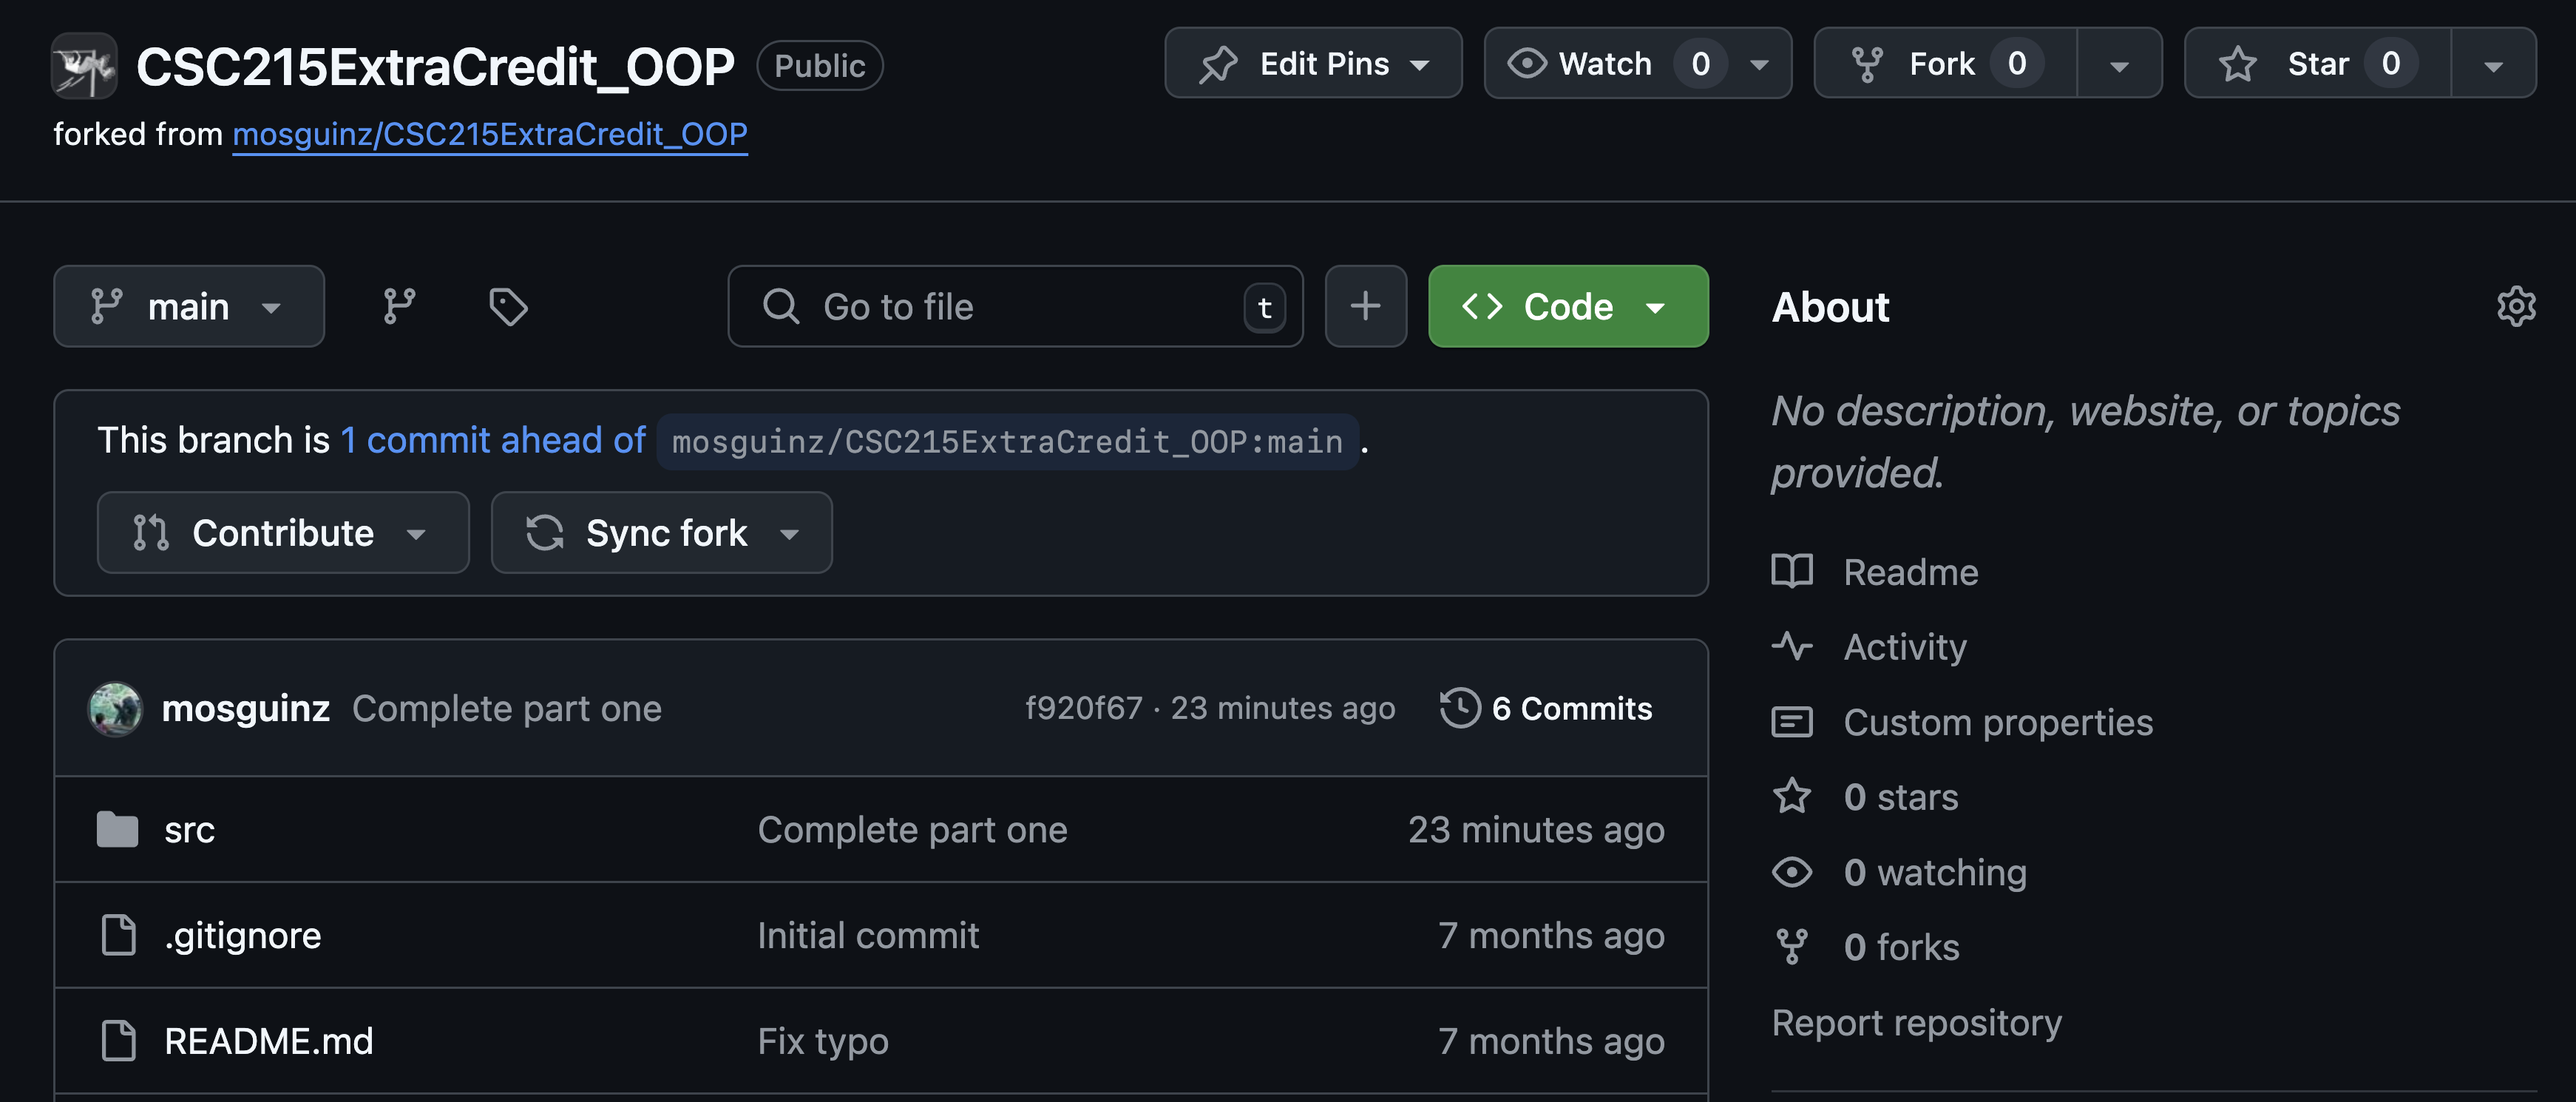 CSC215ExtraCredit_OOP Public Edit Pins Watch 0 Fork 0 Star 0
forked from mosguinz/CSC215ExtraCredit_OOP
main Go to file t Code
This branch is 1 commit ahead of mosguinz/CSC215ExtraCredit_OOP:main.
Contribute Sync fork
mosguinz Complete part one f920f67 · 23 minutes ago 6 Commits
src Complete part one 23 minutes ago
.gitignore Initial commit 7 months ago
README.md Fix typo 7 months ago
About
No description, website, or topics
provided.
Readme
Activity
Custom properties
0 stars
0 watching
0 forks
Report repository